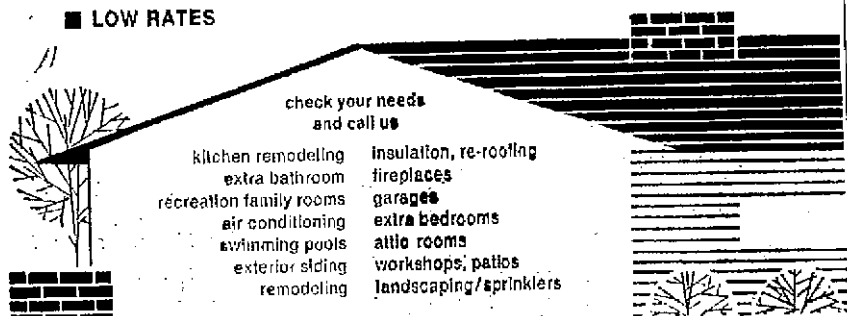 ■ LOW RATES
check your needs
and call us
kitchen remodeling
extra bathroom
recreation family rooms
air conditioning
swimming pools
exterior siding
remodeling
insulation, re-roofing
fireplaces
garages
extra bedrooms
attic rooms
workshops, patios
landscaping/sprinklers